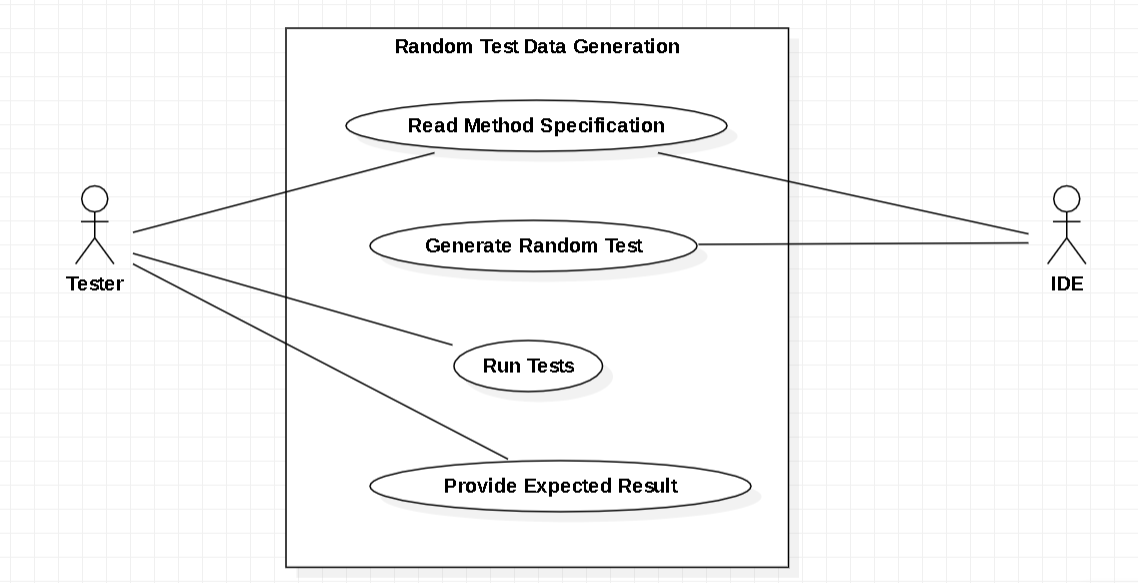 Random Test Data Generation
Read Method Specification
Generate Random Test
Tester
IDE
Run Tests
Provide Expected Result